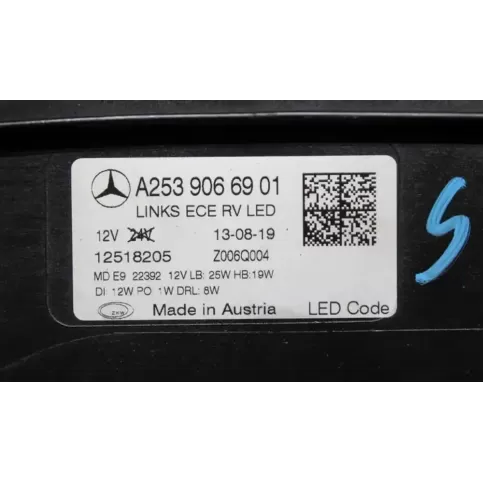 A253 906 69 01
LINKS ECE RV LED
12V 24V 13-08-19
12518205 Z006Q004
MD E9 22392 12V LB: 25W HB:19W
DI: 12W PO 1W DRL: 8W
ZKW Made in Austria LED Code
S